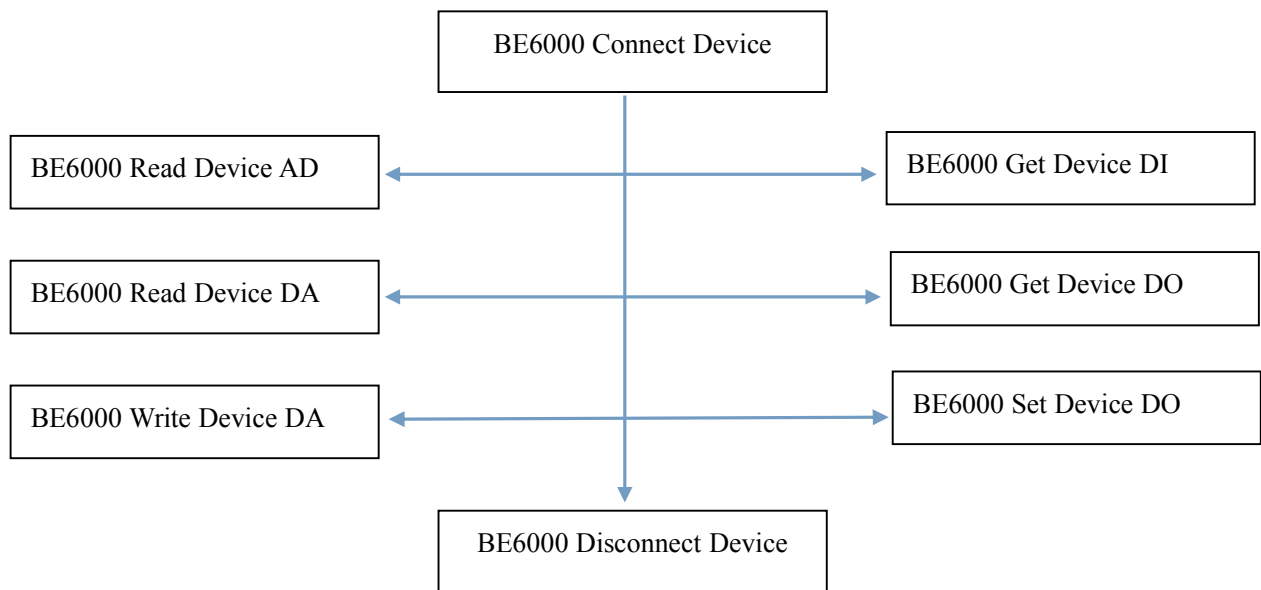 BE6000 Connect Device
BE6000 Read Device AD
BE6000 Get Device DI
BE6000 Read Device DA
BE6000 Get Device DO
BE6000 Write Device DA
BE6000 Set Device DO
BE6000 Disconnect Device